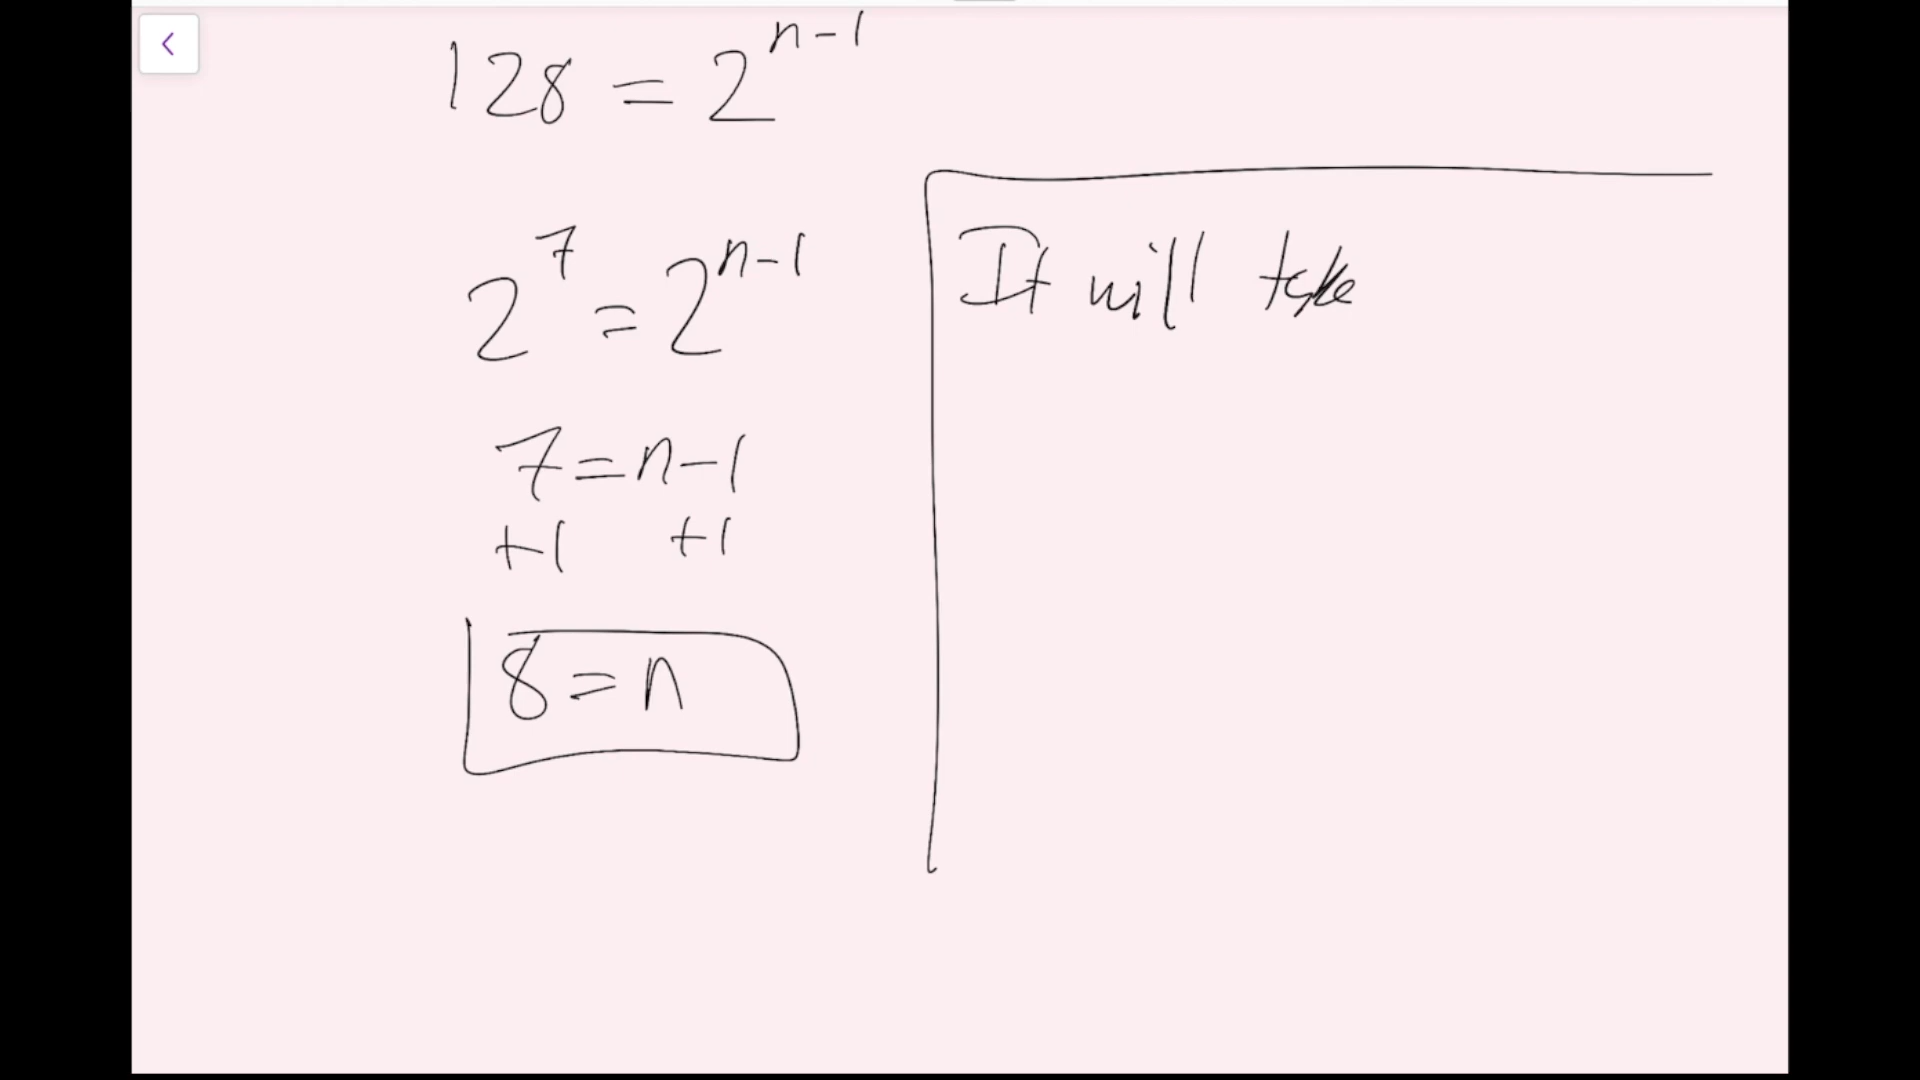 128 = 2^{n-1}
2^7 = 2^{n-1}
7 = n-1
+1 +1
8 = n
It will take